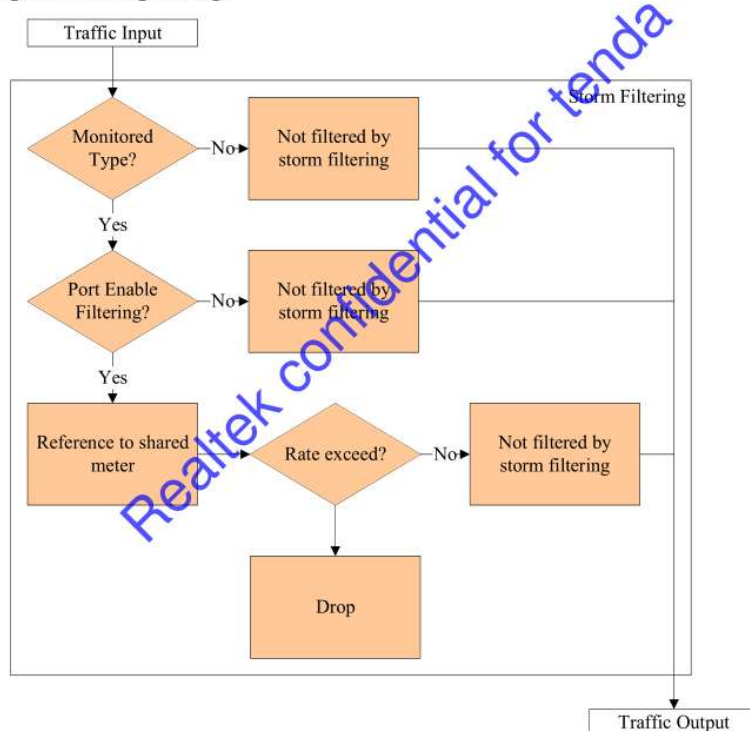 Traffic Input
Storm Filtering
Monitored
Type?
No
Not filtered by
storm filtering
Yes
Port Enable
Filtering?
No
Not filtered by
storm filtering
Yes
Reference to shared
meter
Rate exceed?
No
Not filtered by
storm filtering
Drop
Traffic Output
Realtek confidential for tenda